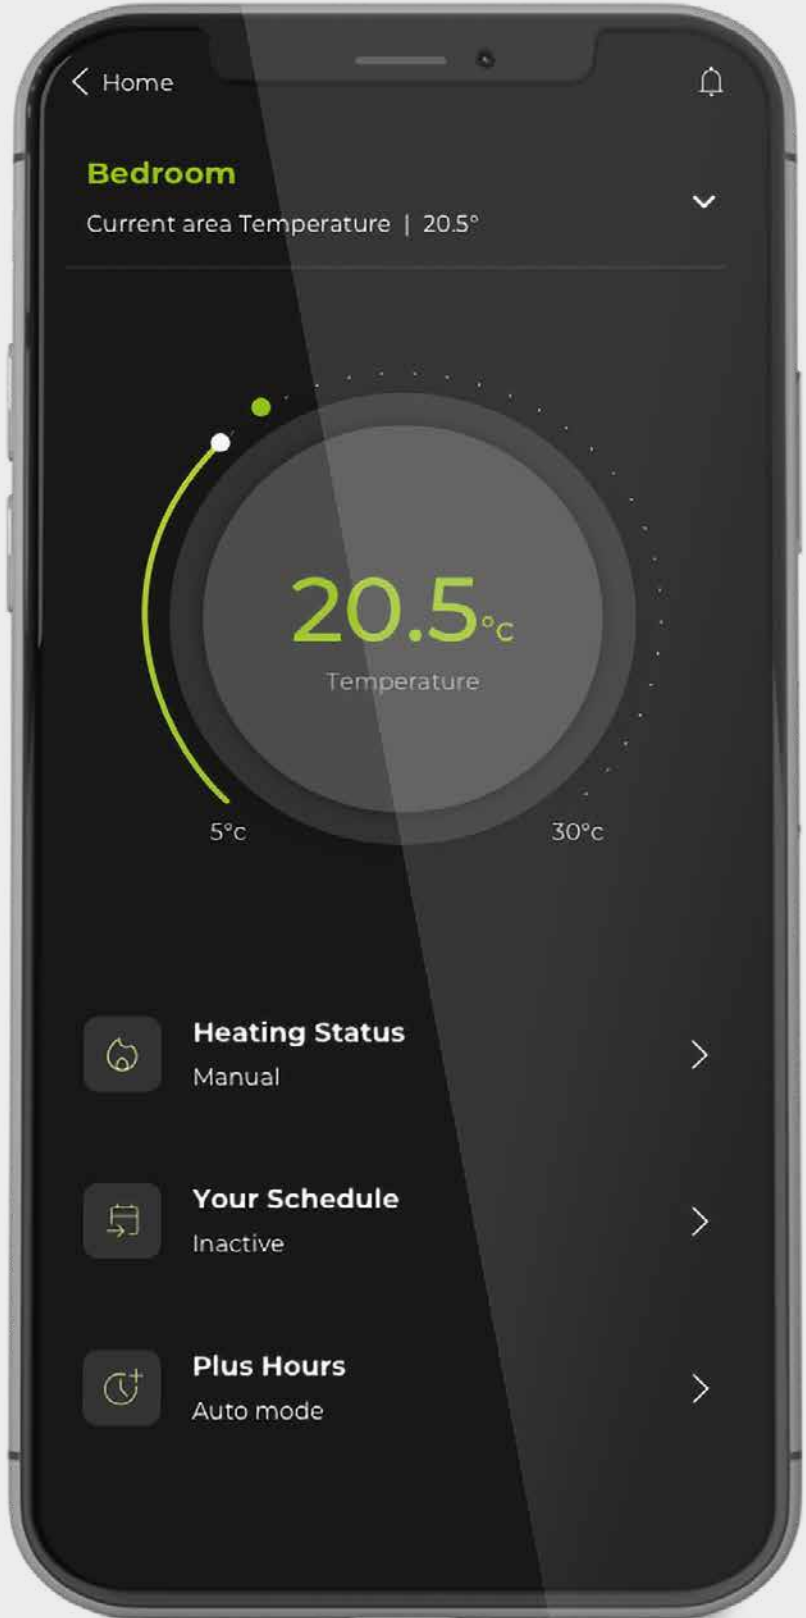 Home
Bedroom
Current area Temperature | 20.5°
20.5°c
Temperature
5°c
30°c
Heating Status
Manual
Your Schedule
Inactive
Plus Hours
Auto mode